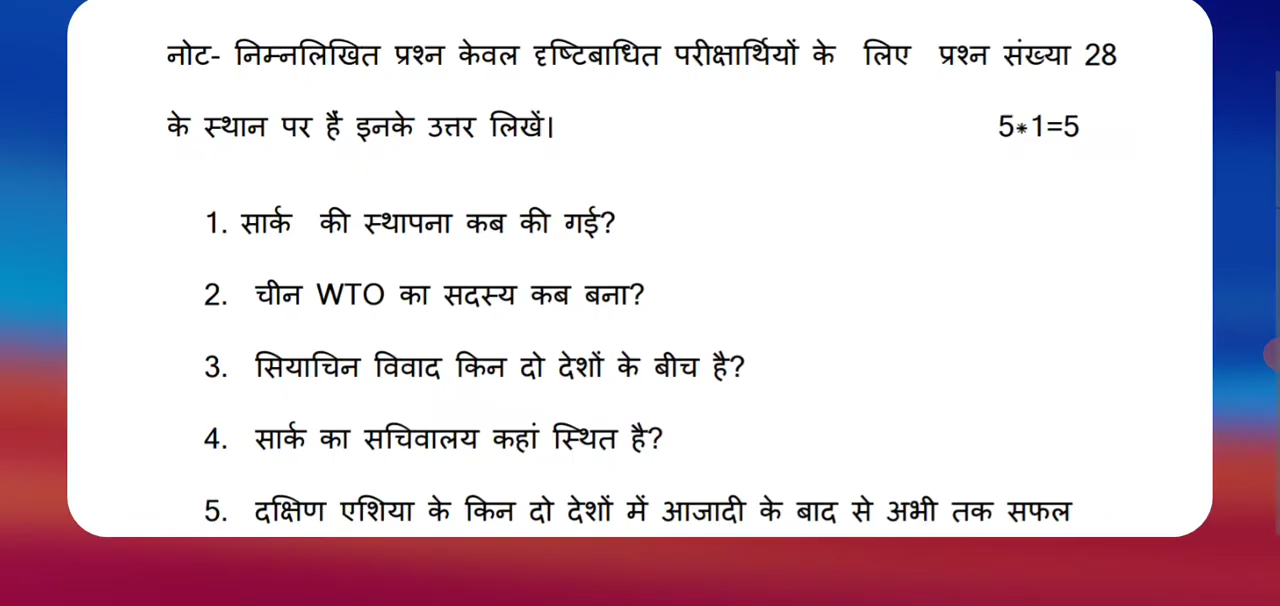 नोट- निम्नलिखित प्रश्न केवल दृष्टिबाधित परीक्षार्थियों के लिए प्रश्न संख्या 28
के स्थान पर हैं इनके उत्तर लिखें। 5*1=5
1. सार्क की स्थापना कब की गई?
2. चीन WTO का सदस्य कब बना?
3. सियाचिन विवाद किन दो देशों के बीच है?
4. सार्क का सचिवालय कहां स्थित है?
5. दक्षिण एशिया के किन दो देशों में आजादी के बाद से अभी तक सफल